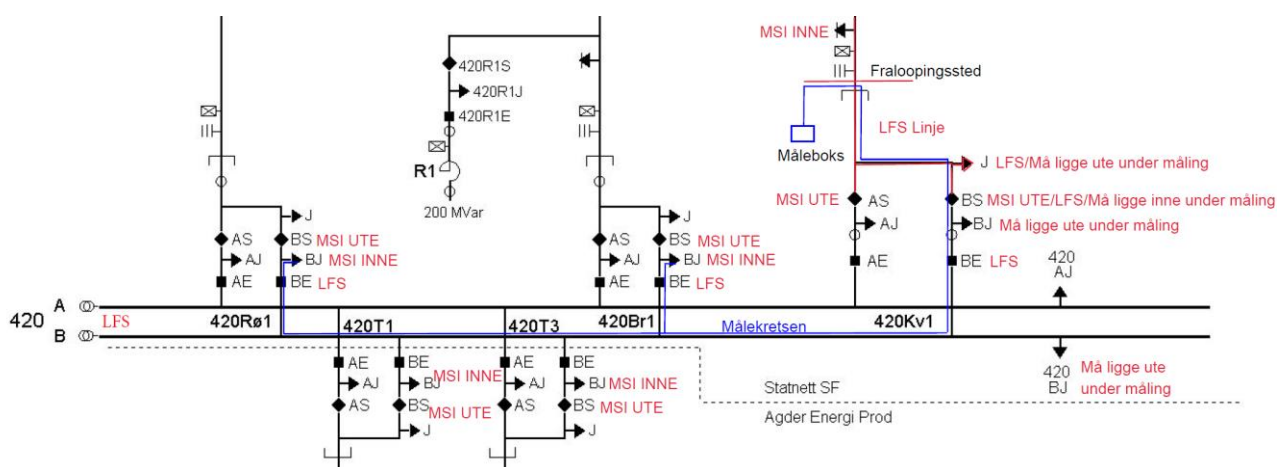 MSI INNE
420R1S
420R1J
420R1E
R1
200 MVar
Fraloopingssted
LFS Linje
Måleboks
J LFS/Må ligge ute under måling
MSI UTE AS
BS MSI UTE/LFS/Må ligge inne under måling
AJ
BJ Må ligge ute under måling
AE
BE LFS
J
AS
BS MSI UTE
AJ
BJ MSI INNE
AE
BE LFS
J
AS
BS MSI UTE
AJ
BJ MSI INNE
AE
BE LFS
420
AJ
420
A
B
LFS
420Rø1
420T1
420T3
420Br1
Målekretsen
420Kv1
AE
BE
MSI INNE
AJ
BJ
AS
BS MSI UTE
J
AE
BE
AJ
BJ MSI INNE
AS
BS MSI UTE
J
Statnett SF
Agder Energi Prod
420
BJ
Må ligge ute
under måling